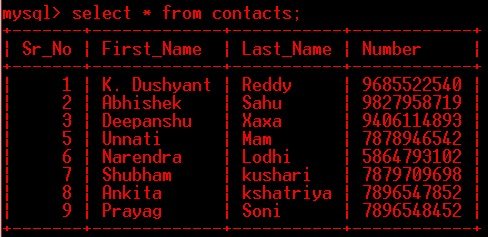 mysql> select * from contacts;
+-------+-------------+-----------+------------+
| Sr_No | First_Name  | Last_Name | Number     |
+-------+-------------+-----------+------------+
|     1 | K. Dushyant | Reddy     | 9685522540 |
|     2 | Abhishek    | Sahu      | 9827958719 |
|     3 | Deepanshu   | Xaxa      | 9406114893 |
|     5 | Unnati      | Mam       | 7878946542 |
|     6 | Narendra    | Lodhi     | 5864793102 |
|     7 | Shubham     | kushari   | 7879709698 |
|     8 | Ankita      | kshatriya | 7896547852 |
|     9 | Prayag      | Soni      | 7896548452 |
+-------+-------------+-----------+------------+